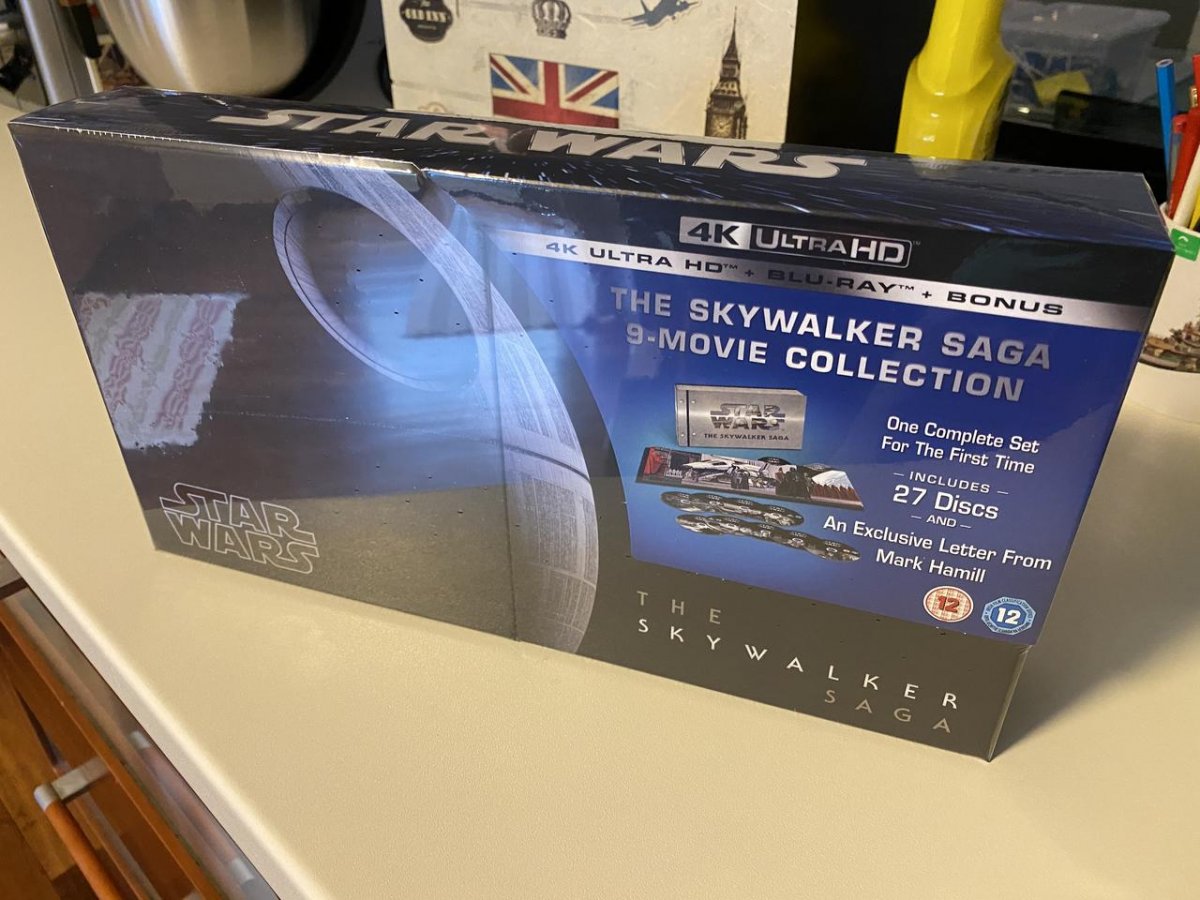 STAR WARS
4K ULTRA HD™
4K ULTRA HD™ + BLU-RAY™ + BONUS
THE SKYWALKER SAGA
9-MOVIE COLLECTION
STAR
WARS
THE SKYWALKER SAGA
One Complete Set
For The First Time
— INCLUDES —
27 Discs
— AND —
An Exclusive Letter From
Mark Hamill
12
12
STAR
WARS
THE
SKYWALKER
SAGA